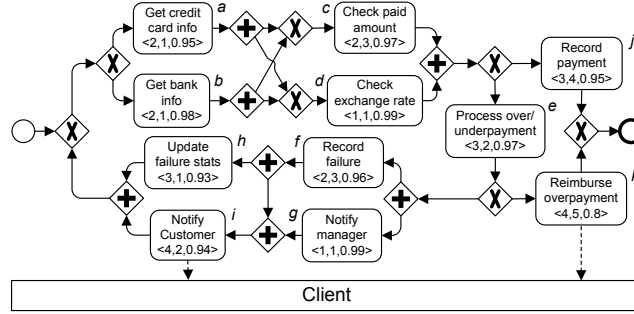 a
c
j
Get credit
card info
<2,1,0.95>
Check paid
amount
<2,3,0.97>
Record
payment
<3,4,0.95>
b
d
Get bank
info
<2,1,0.98>
Check
exchange rate
<1,1,0.99>
e
Process over/
underpayment
<3,2,0.97>
h
f
Update
failure stats
<3,1,0.93>
Record
failure
<2,3,0.96>
i
g
Notify
Customer
<4,2,0.94>
Notify
manager
<1,1,0.99>
Reimburse
overpayment
<4,5,0.8>
Client